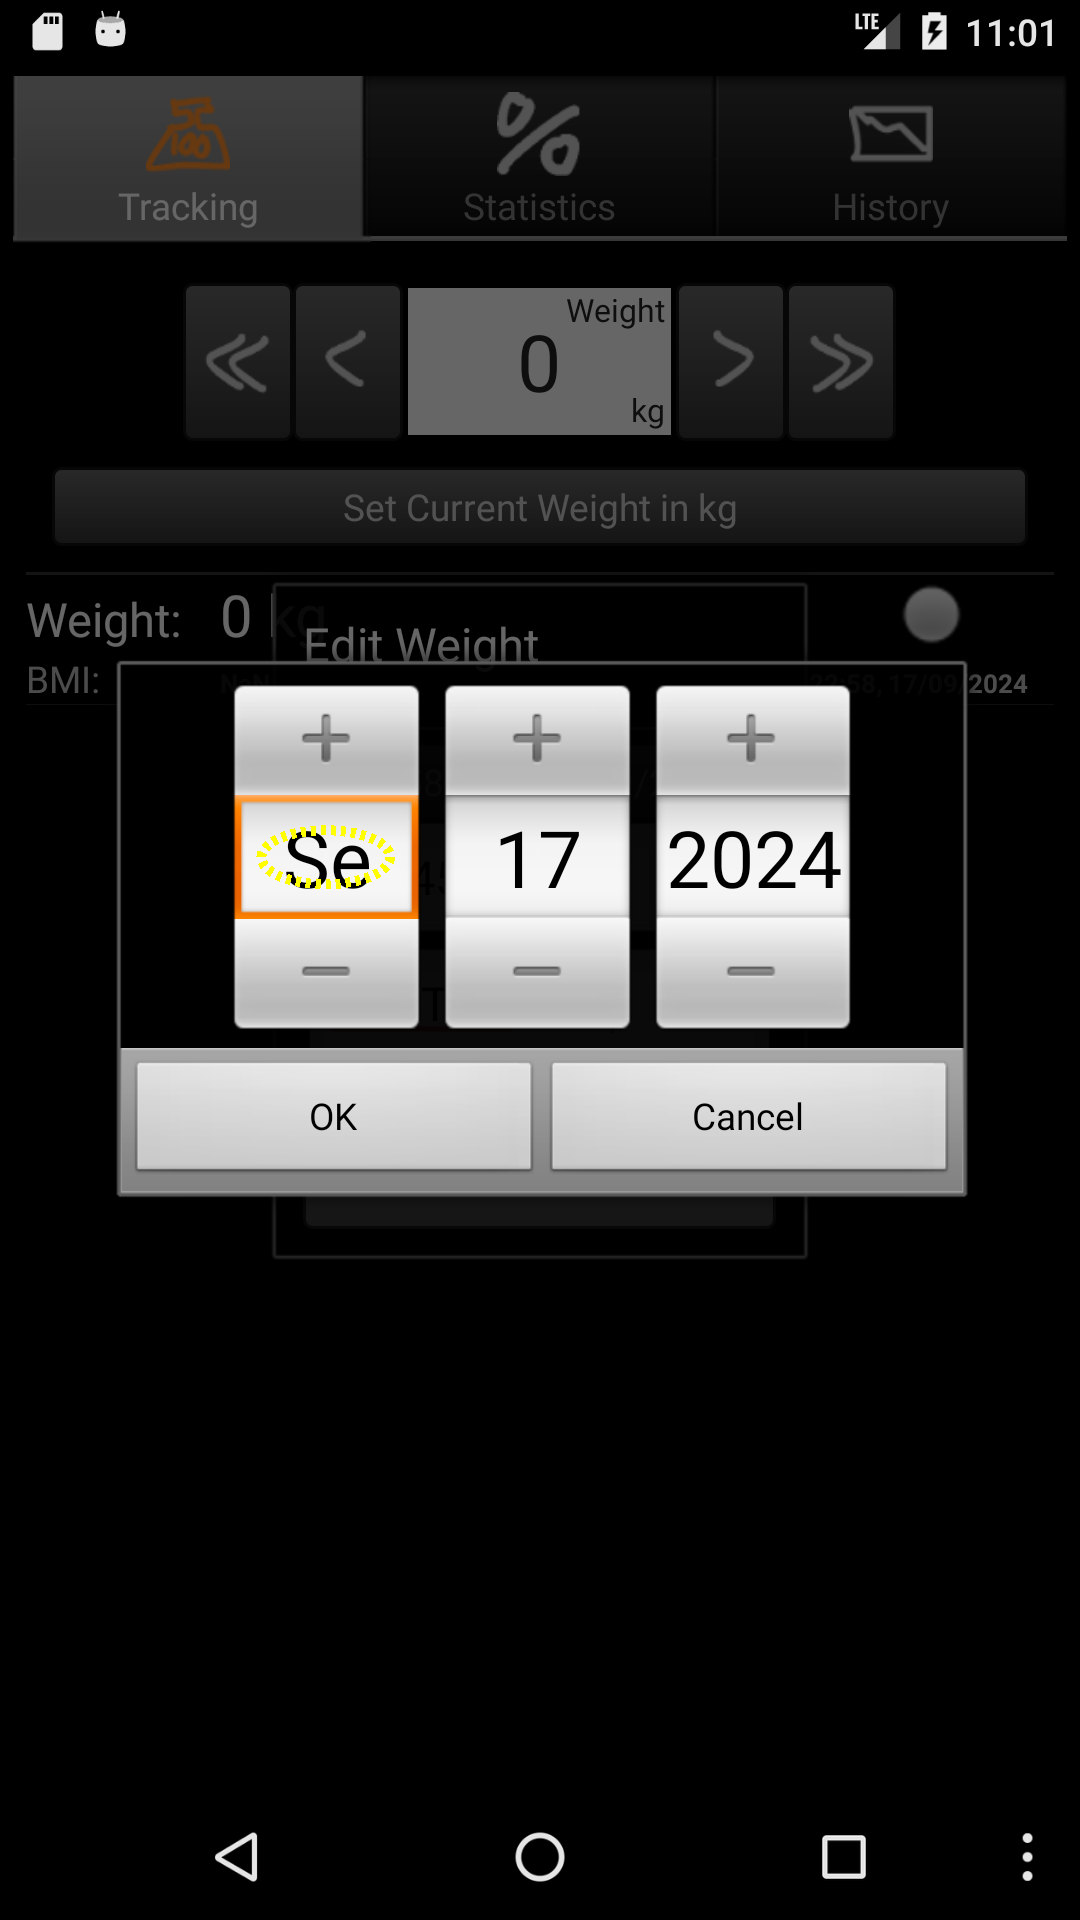 LTE 11:01
Tracking Statistics History
Weight
0
kg
Set Current Weight in kg
Weight: 0 kg
Edit Weight
BMI: 22:58, 17/09/2024
+ + +
Se 17 2024
OK Cancel